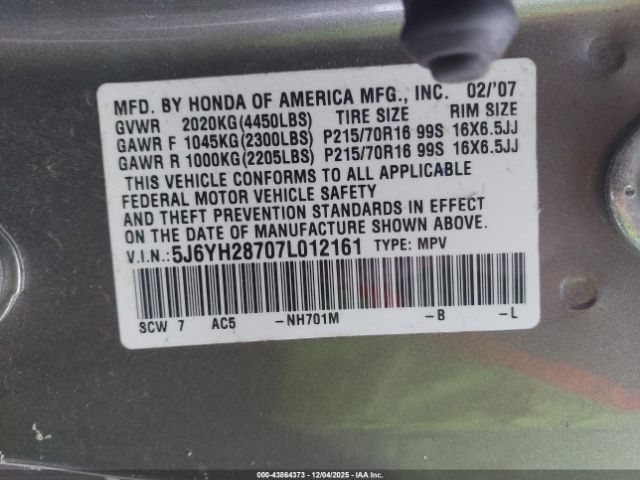 MFD. BY HONDA OF AMERICA MFG., INC. 02/'07
GVWR 2020KG(4450LBS) TIRE SIZE RIM SIZE
GAWR F 1045KG(2300LBS) P215/70R16 99S 16X6.5JJ
GAWR R 1000KG(2205LBS) P215/70R16 99S 16X6.5JJ
THIS VEHICLE CONFORMS TO ALL APPLICABLE
FEDERAL MOTOR VEHICLE SAFETY
AND THEFT PREVENTION STANDARDS IN EFFECT
ON THE DATE OF MANUFACTURE SHOWN ABOVE.
V.I.N.:5J6YH28707L012161 TYPE: MPV
SCW 7 AC5 -NH701M -B -L
000-43864373 - 12/04/2025 - IAA Inc.